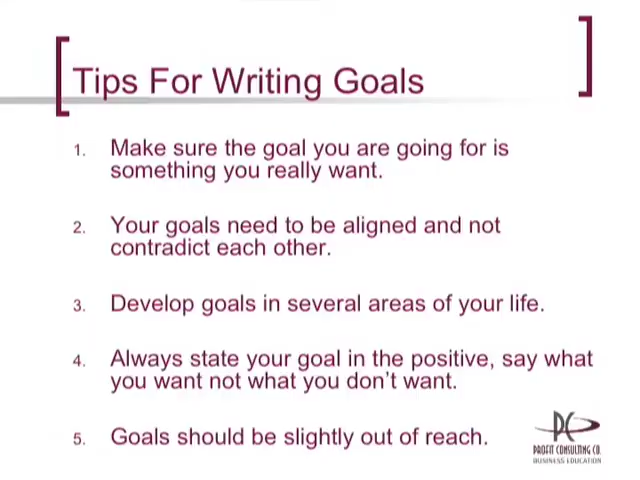 Tips For Writing Goals
1. Make sure the goal you are going for is
something you really want.
2. Your goals need to be aligned and not
contradict each other.
3. Develop goals in several areas of your life.
4. Always state your goal in the positive, say what
you want not what you don't want.
5. Goals should be slightly out of reach.
PC
PROFIT CONSULTING CO.
BUSINESS EDUCATION